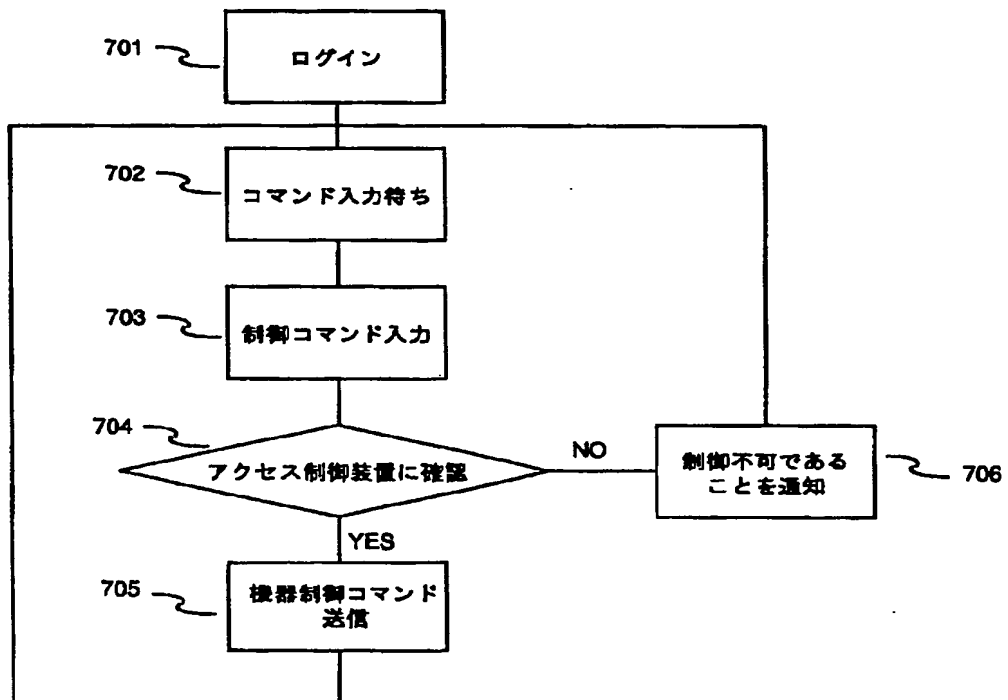 701
ログイン
702
コマンド入力待ち
703
制御コマンド入力
704
アクセス制御装置に確認
NO
制御不可である
ことを通知
706
YES
705
機器制御コマンド
送信